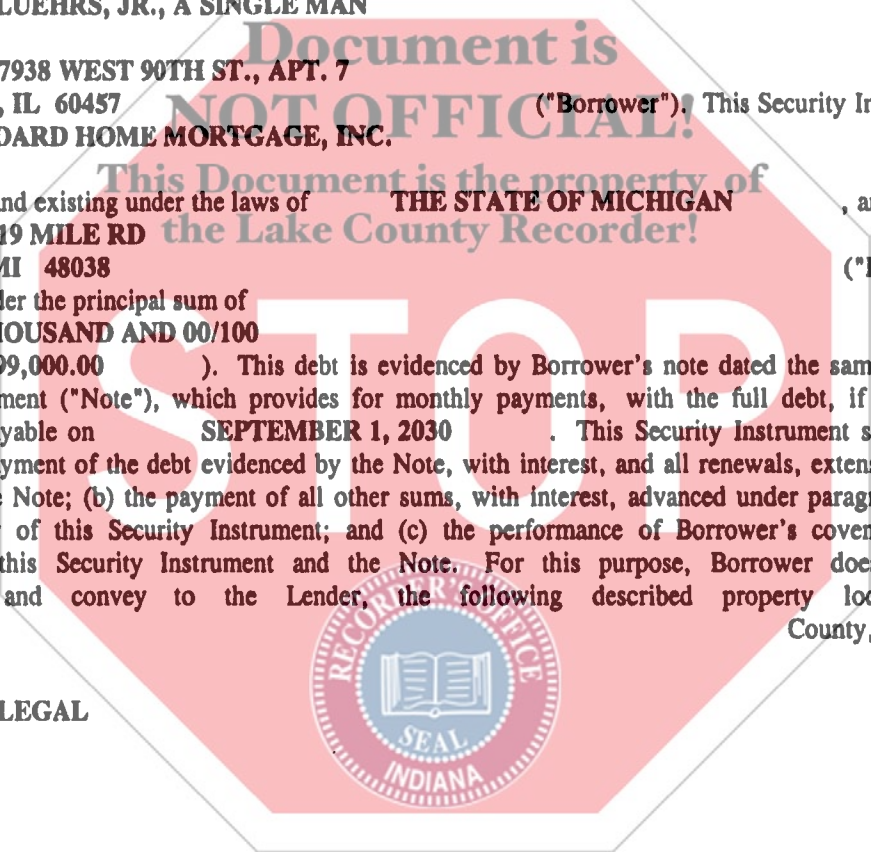 LUEHRS, JR., A SINGLE MAN
Document is
7938 WEST 90TH ST., APT. 7
, IL 60457 ("Borrower"). This Security In
NOT OFFICIAL!
OARD HOME MORTGAGE, INC.
This Document is the property of
nd existing under the laws of THE STATE OF MICHIGAN , a
the Lake County Recorder!
19 MILE RD
MI 48038 ("
der the principal sum of
HOUSAND AND 00/100
99,000.00 ). This debt is evidenced by Borrower's note dated the sam
ment ("Note"), which provides for monthly payments, with the full debt, if
yable on SEPTEMBER 1, 2030 . This Security Instrument s
yment of the debt evidenced by the Note, with interest, and all renewals, extens
Note; (b) the payment of all other sums, with interest, advanced under paragr
of this Security Instrument; and (c) the performance of Borrower's coven
this Security Instrument and the Note. For this purpose, Borrower doe
and convey to the Lender, the following described property loc
County,
LEGAL
STOP
RECORDER'S OFFICE
SEAL
INDIANA